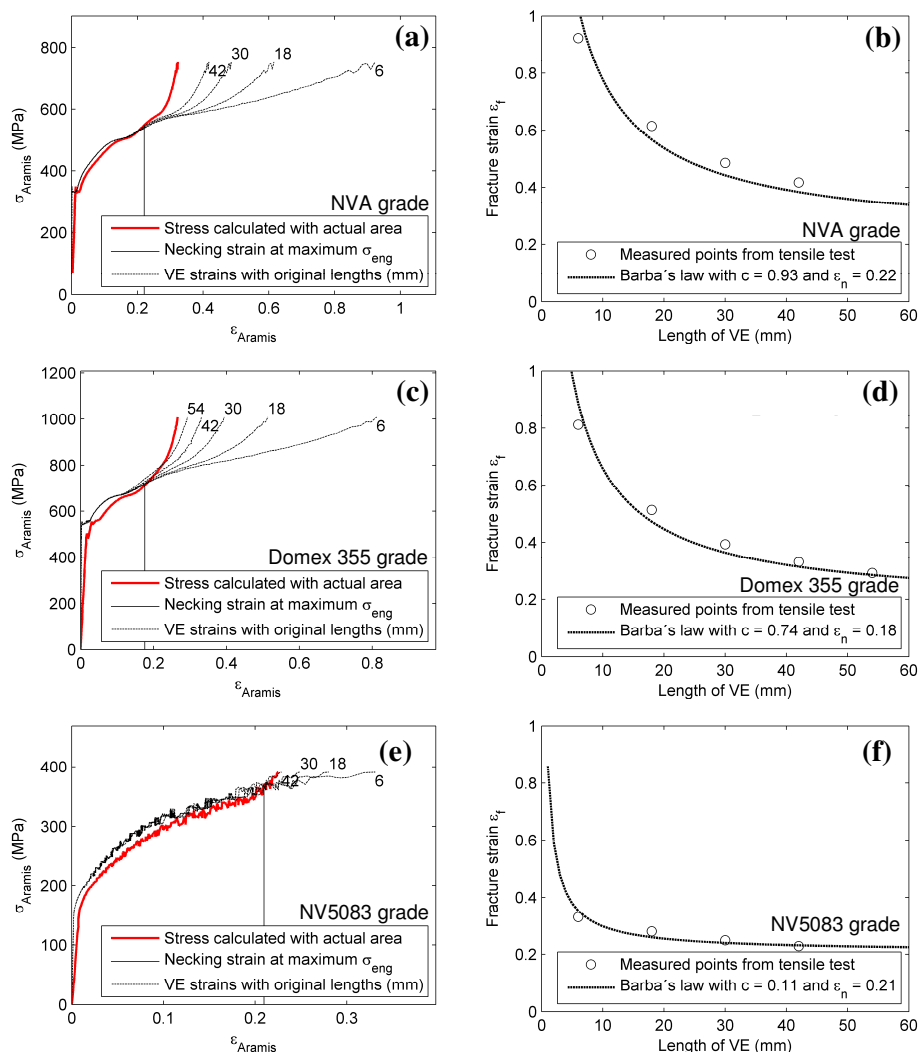 (a)
800
600
400
200
0
0
0.2
0.4
0.6
0.8
1
σAramis (MPa)
εAramis
42
30
18
6
NVA grade
Stress calculated with actual area
Necking strain at maximum σeng
VE strains with original lengths (mm)
(b)
1
0.8
0.6
0.4
0.2
0
0
10
20
30
40
50
60
Fracture strain εf
Length of VE (mm)
NVA grade
Measured points from tensile test
Barba´s law with c = 0.93 and εn = 0.22
(c)
1200
1000
800
600
400
200
0
0
0.2
0.4
0.6
0.8
σAramis (MPa)
εAramis
54
42
30
18
6
Domex 355 grade
Stress calculated with actual area
Necking strain at maximum σeng
VE strains with original lengths (mm)
(d)
1
0.8
0.6
0.4
0.2
0
0
10
20
30
40
50
60
Fracture strain εf
Length of VE (mm)
Domex 355 grade
Measured points from tensile test
Barba´s law with c = 0.74 and εn = 0.18
(e)
400
300
200
100
0
0
0.1
0.2
0.3
σAramis (MPa)
εAramis
42
30
18
6
NV5083 grade
Stress calculated with actual area
Necking strain at maximum σeng
VE strains with original lengths (mm)
(f)
1
0.8
0.6
0.4
0.2
0
0
10
20
30
40
50
60
Fracture strain εf
Length of VE (mm)
NV5083 grade
Measured points from tensile test
Barba´s law with c = 0.11 and εn = 0.21